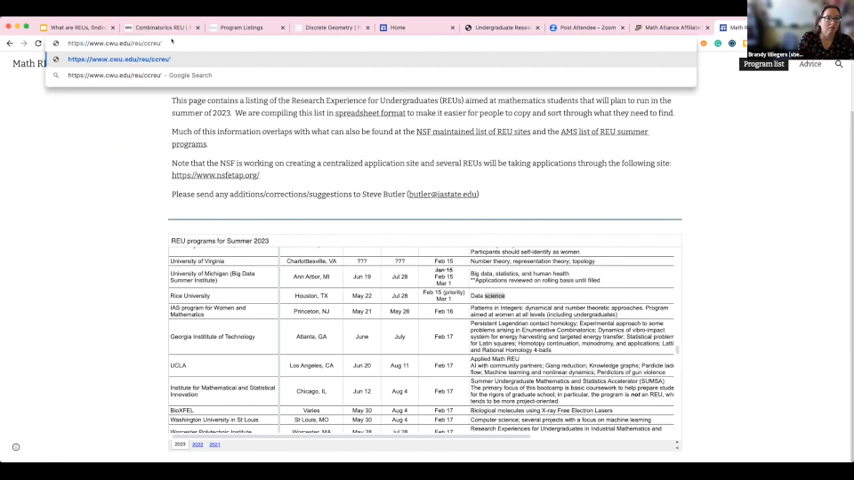 What are REUs, findin
Combinatorics REU |
Program Listings
Discrete Geometry | P
Home
Undergraduate Resea
Post Attendee - Zoom
Math Alliance Affiliatio
Math R
https://www.cwu.edu/reu/ccreu'
https://www.cwu.edu/reu/ccreu'
https://www.cwu.edu/reu/ccreu' - Google Search
Brandy Wiegers (she
Math R
Program list
Advice
This page contains a listing of the Research Experience for Undergraduates (REUs) aimed at mathematics students that will plan to run in the
summer of 2023. We are compiling this list in spreadsheet format to make it easier for people to copy and sort through what they need to find.
Much of this information overlaps with what can also be found at the NSF maintained list of REU sites and the AMS list of REU summer
programs.
Note that the NSF is working on creating a centralized application site and several REUs will be taking applications through the following site:
https://www.nsfetap.org/
Please send any additions/corrections/suggestions to Steve Butler (butler@iastate.edu)
REU programs for Summer 2023
Participants should self-identify as women
University of Virginia Charlottesville, VA ??? ??? Feb 15 Number theory; representation theory; topology
University of Michigan (Big Data Summer Institute) Ann Arbor, MI Jun 19 Jul 28 Jan 15 Feb 15 Mar 1 Big data, statistics, and human health **Applications reviewed on rolling basis until filled
Rice University Houston, TX May 22 Jul 28 Feb 15 (priority) Mar 1 Data science
IAS program for Women and Mathematics Princeton, NJ May 21 May 26 Feb 16 Patterns in Integers: dynamical and number theoretic approaches. Program aimed at women at all levels (including undergraduates)
Georgia Institute of Technology Atlanta, GA June July Feb 17 Persistent Legendrian contact homology; Experimental approach to some problems arising in Enumerative Combinatorics; Dynamics of vibro-impact system for energy harvesting and targeted energy transfer; Statistical problem for Latin squares; Homotopy continuation, monodromy, and applications; Latti and Rational Homology 4-balls
UCLA Los Angeles, CA Jun 20 Aug 11 Feb 17 Applied Math REU AI with community partners; Gang reduction; Knowledge graphs; Particle lade flow; Machine learning and nonlinear dynamics; Predictors of gun violence
Institute for Mathematical and Statistical Innovation Chicago, IL Jun 12 Aug 4 Feb 17 Summer Undergraduate Mathematics and Statistics Accelerator (SUMSA) The primary focus of this bootcamp is basic coursework to help prepare stude for the rigors of graduate school; in particular, the program is not an REU, wh tends to be more project-oriented.
BioXFEL Varies May 30 Aug 4 Feb 17 Biological molecules using X-ray Free Electron Lasers
Washington University in St Louis St Louis, MO May 30 Aug 4 Feb 17 Computer science; several projects with a focus on machine learning
Worcester Polytechnic Institute Worcester, MA May 28 Jul 28 Research Experiences for Undergraduates in Industrial Mathematics and
2023
2022
2021